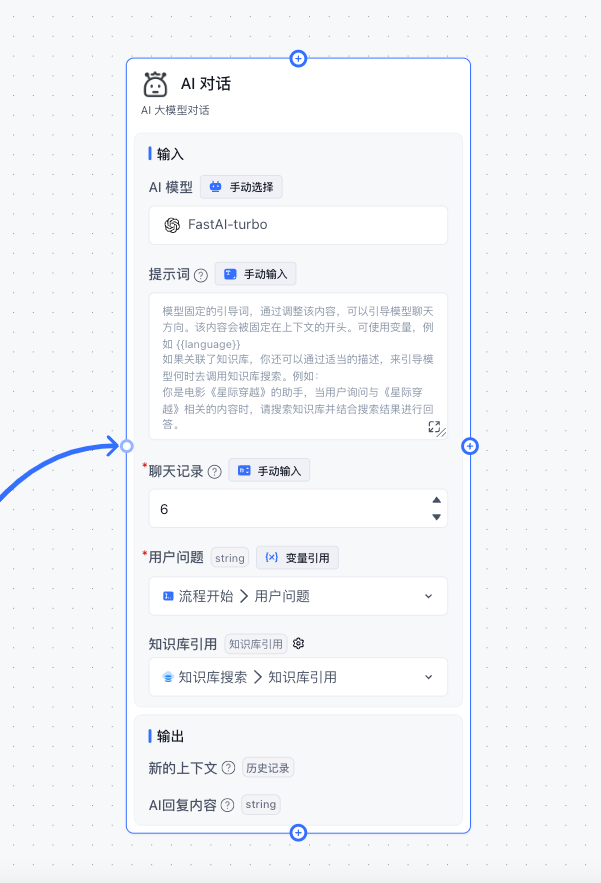 AI 对话
AI 大模型对话
输入
AI 模型 手动选择
FastAI-turbo
提示词 ? 手动输入
模型固定的引导词，通过调整该内容，可以引导模型聊天
方向。该内容会被固定在上下文的开头。可使用变量，例
如 {{language}}
如果关联了知识库，你还可以通过适当的描述，来引导模
型何时去调用知识库搜索。例如：
你是电影《星际穿越》的助手，当用户询问与《星际穿
越》相关的内容时，请搜索知识库并结合搜索结果进行回
答。
*聊天记录 ? 手动输入
6
*用户问题 string (x) 变量引用
流程开始 > 用户问题
知识库引用 知识库引用
知识库搜索 > 知识库引用
输出
新的上下文 ? 历史记录
AI回复内容 ? string